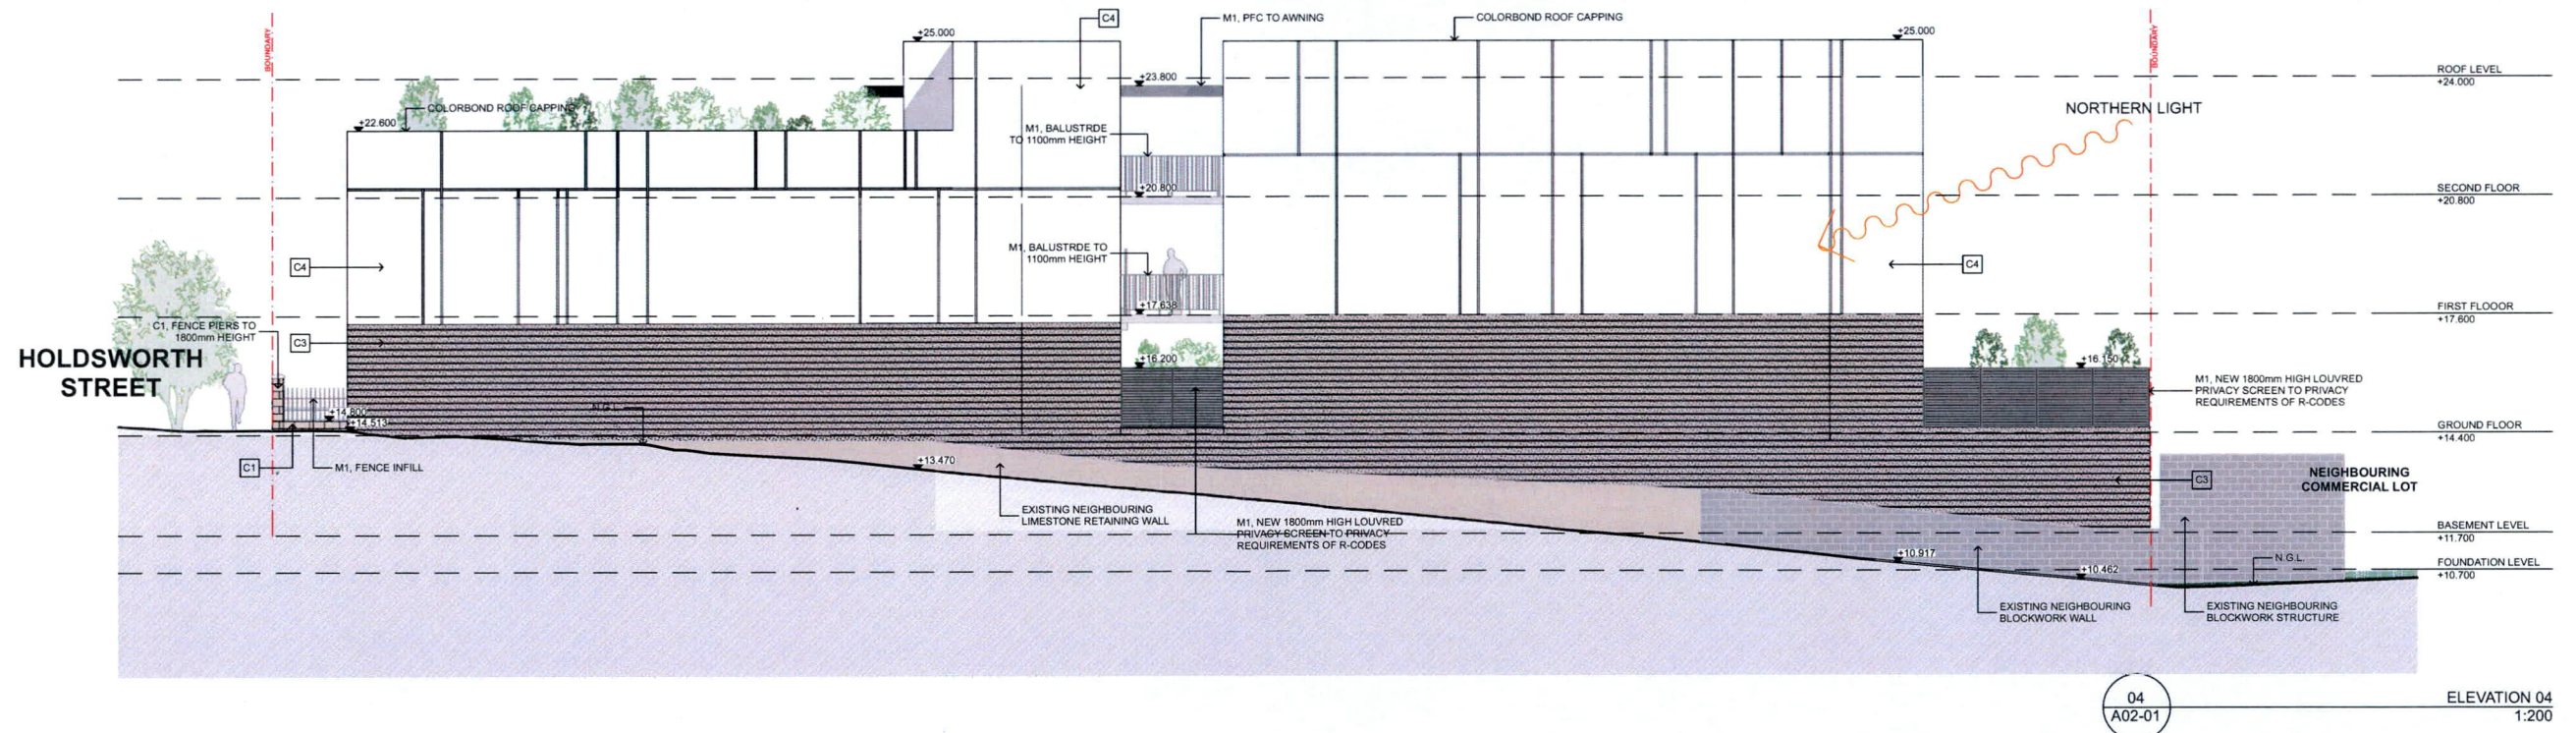 BOUNDARY
+25.000
C4
M1, PFC TO AWNING
COLORBOND ROOF CAPPING
+25.000
BOUNDARY
ROOF LEVEL
+24.000
+23.800
COLORBOND ROOF CAPPING
NORTHERN LIGHT
+22.600
M1, BALUSTRDE
TO 1100mm HEIGHT
+20.800
SECOND FLOOR
+20.800
M1, BALUSTRDE TO
1100mm HEIGHT
C4
C4
+17.638
FIRST FLOOOR
+17.600
C1, FENCE PIERS TO
1800mm HEIGHT
C3
HOLDSWORTH
STREET
+16.200
+16.150
M1, NEW 1800mm HIGH LOUVRED
PRIVACY SCREEN TO PRIVACY
REQUIREMENTS OF R-CODES
+14.800
+14.513
N.G.L.
GROUND FLOOR
+14.400
C1
M1, FENCE INFILL
+13.470
C3
NEIGHBOURING
COMMERCIAL LOT
EXISTING NEIGHBOURING
LIMESTONE RETAINING WALL
M1, NEW 1800mm HIGH LOUVRED
PRIVACY SCREEN TO PRIVACY
REQUIREMENTS OF R-CODES
BASEMENT LEVEL
+11.700
+10.917
+10.462
N.G.L.
FOUNDATION LEVEL
+10.700
EXISTING NEIGHBOURING
BLOCKWORK WALL
EXISTING NEIGHBOURING
BLOCKWORK STRUCTURE
04
A02-01
ELEVATION 04
1:200